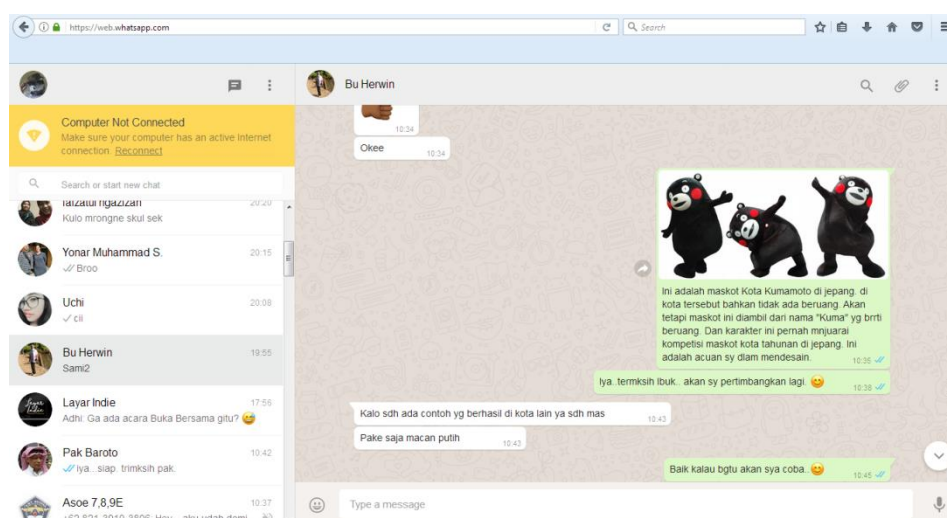 https://web.whatsapp.com
Search
Bu Herwin
Computer Not Connected
Make sure your computer has an active Internet
connection. Reconnect
Search or start new chat
20:20
Kulo mrongne skul sek
Yonar Muhammad S.
20:15
Broo
Uchi
20:08
cii
Bu Herwin
19:55
Sami2
Layar Indie
17:56
Adhi: Ga ada acara Buka Bersama gitu?
Pak Baroto
10:42
Iya.. siap. trimksih pak.
Asoe 7,8,9E
10:37
10:34
Okee
10:34
Ini adalah maskot Kota Kumamoto di jepang. di
kota tersebut bahkan tidak ada beruang. Akan
tetapi maskot ini diambil dari nama "Kuma" yg brrti
beruang. Dan karakter ini pernah mnjuarai
kompetisi maskot kota tahunan di jepang. Ini
adalah acuan sy dlam mendesain.
10:35
Iya..termksih Ibuk.. akan sy pertimbangkan lagi.
10:38
Kalo sdh ada contoh yg berhasil di kota lain ya sdh mas
10:43
Pake saja macan putih
10:43
Baik kalau bgtu akan sya coba..
10:45
Type a message